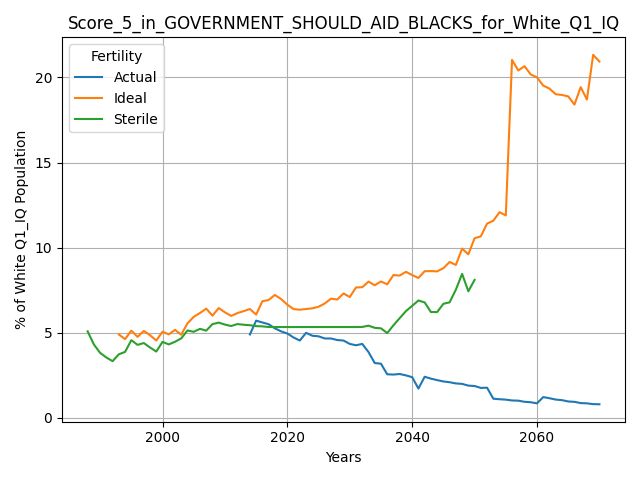 Score_5_in_GOVERNMENT_SHOULD_AID_BLACKS_for_White_Q1_IQ
Fertility
Actual
Ideal
Sterile
% of White Q1_IQ Population
20
15
10
5
0
2000
2020
2040
2060
Years